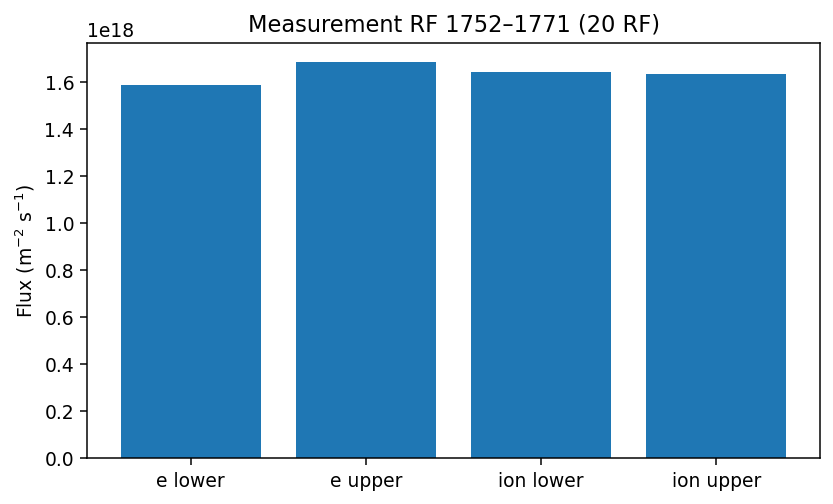 Measurement RF 1752–1771 (20 RF)
1e18
Flux (m⁻² s⁻¹)
1.6
1.4
1.2
1.0
0.8
0.6
0.4
0.2
0.0
e lower
e upper
ion lower
ion upper